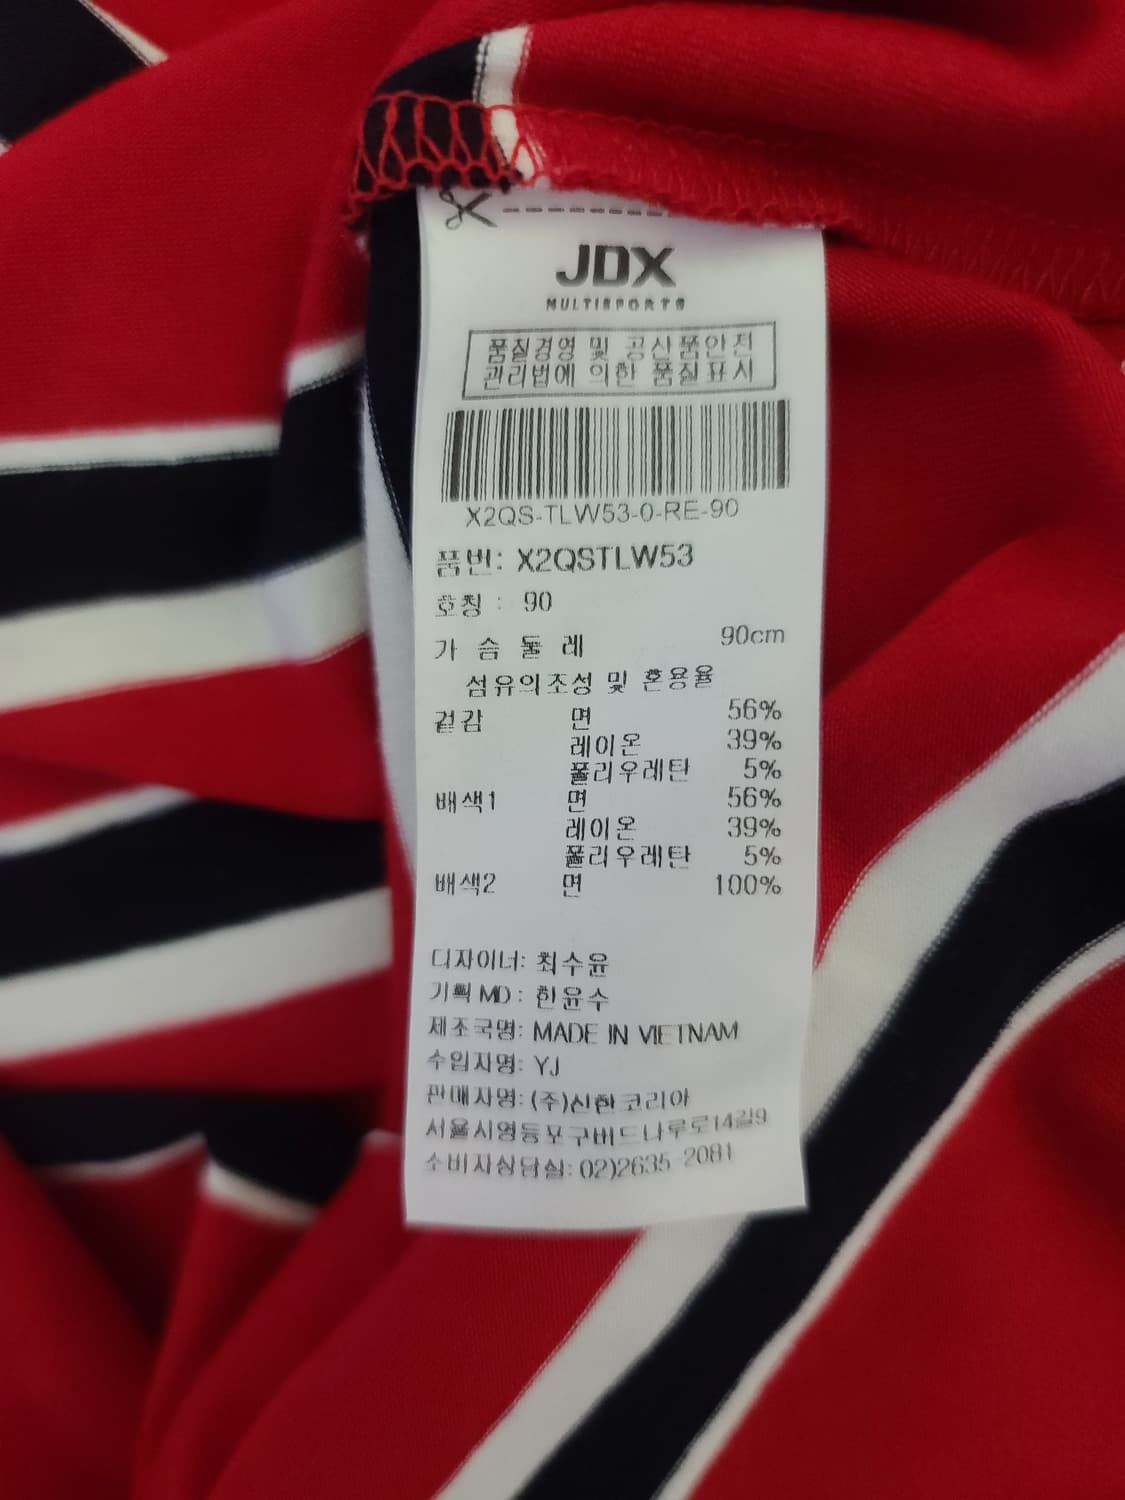 JDX
MULTISPORTS
품질경영 및 공산품안전
관리법에 의한 품질표시
X2QS-TLW53-0-RE-90
품번: X2QSTLW53
호칭 : 90
가 슴 둘 레 90cm
섬유의조성 및 혼용율
겉감 면 56%
레이온 39%
폴리우레탄 5%
배색1 면 56%
레이온 39%
폴리우레탄 5%
배색2 면 100%
디자이너: 최수윤
기획 MD : 한윤수
제조국명: MADE IN VIETNAM
수입자명: YJ
판매자명: (주)신한코리아
서울시영등포구버드나루로14길9
소비자상담실: 02)2635-2081